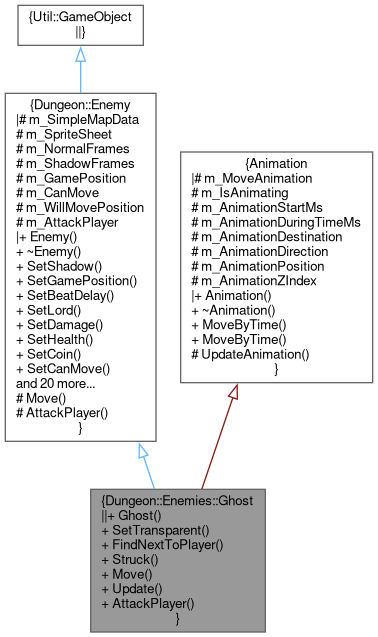 {Util::GameObject
||}
{Dungeon::Enemy
|# m_SimpleMapData
# m_SpriteSheet
# m_NormalFrames
# m_ShadowFrames
# m_GamePosition
# m_CanMove
# m_WillMovePosition
# m_AttackPlayer
|+ Enemy()
+ ~Enemy()
+ SetShadow()
+ SetGamePosition()
+ SetBeatDelay()
+ SetLord()
+ SetDamage()
+ SetHealth()
+ SetCoin()
+ SetCanMove()
and 20 more...
# Move()
# AttackPlayer()
}
{Animation
|# m_MoveAnimation
# m_IsAnimating
# m_AnimationStartMs
# m_AnimationDuringTimeMs
# m_AnimationDestination
# m_AnimationDirection
# m_AnimationPosition
# m_AnimationZIndex
|+ Animation()
+ ~Animation()
+ MoveByTime()
+ MoveByTime()
# UpdateAnimation()
}
{Dungeon::Enemies::Ghost
||+ Ghost()
+ SetTransparent()
+ FindNextToPlayer()
+ Struck()
+ Move()
+ Update()
+ AttackPlayer()
}